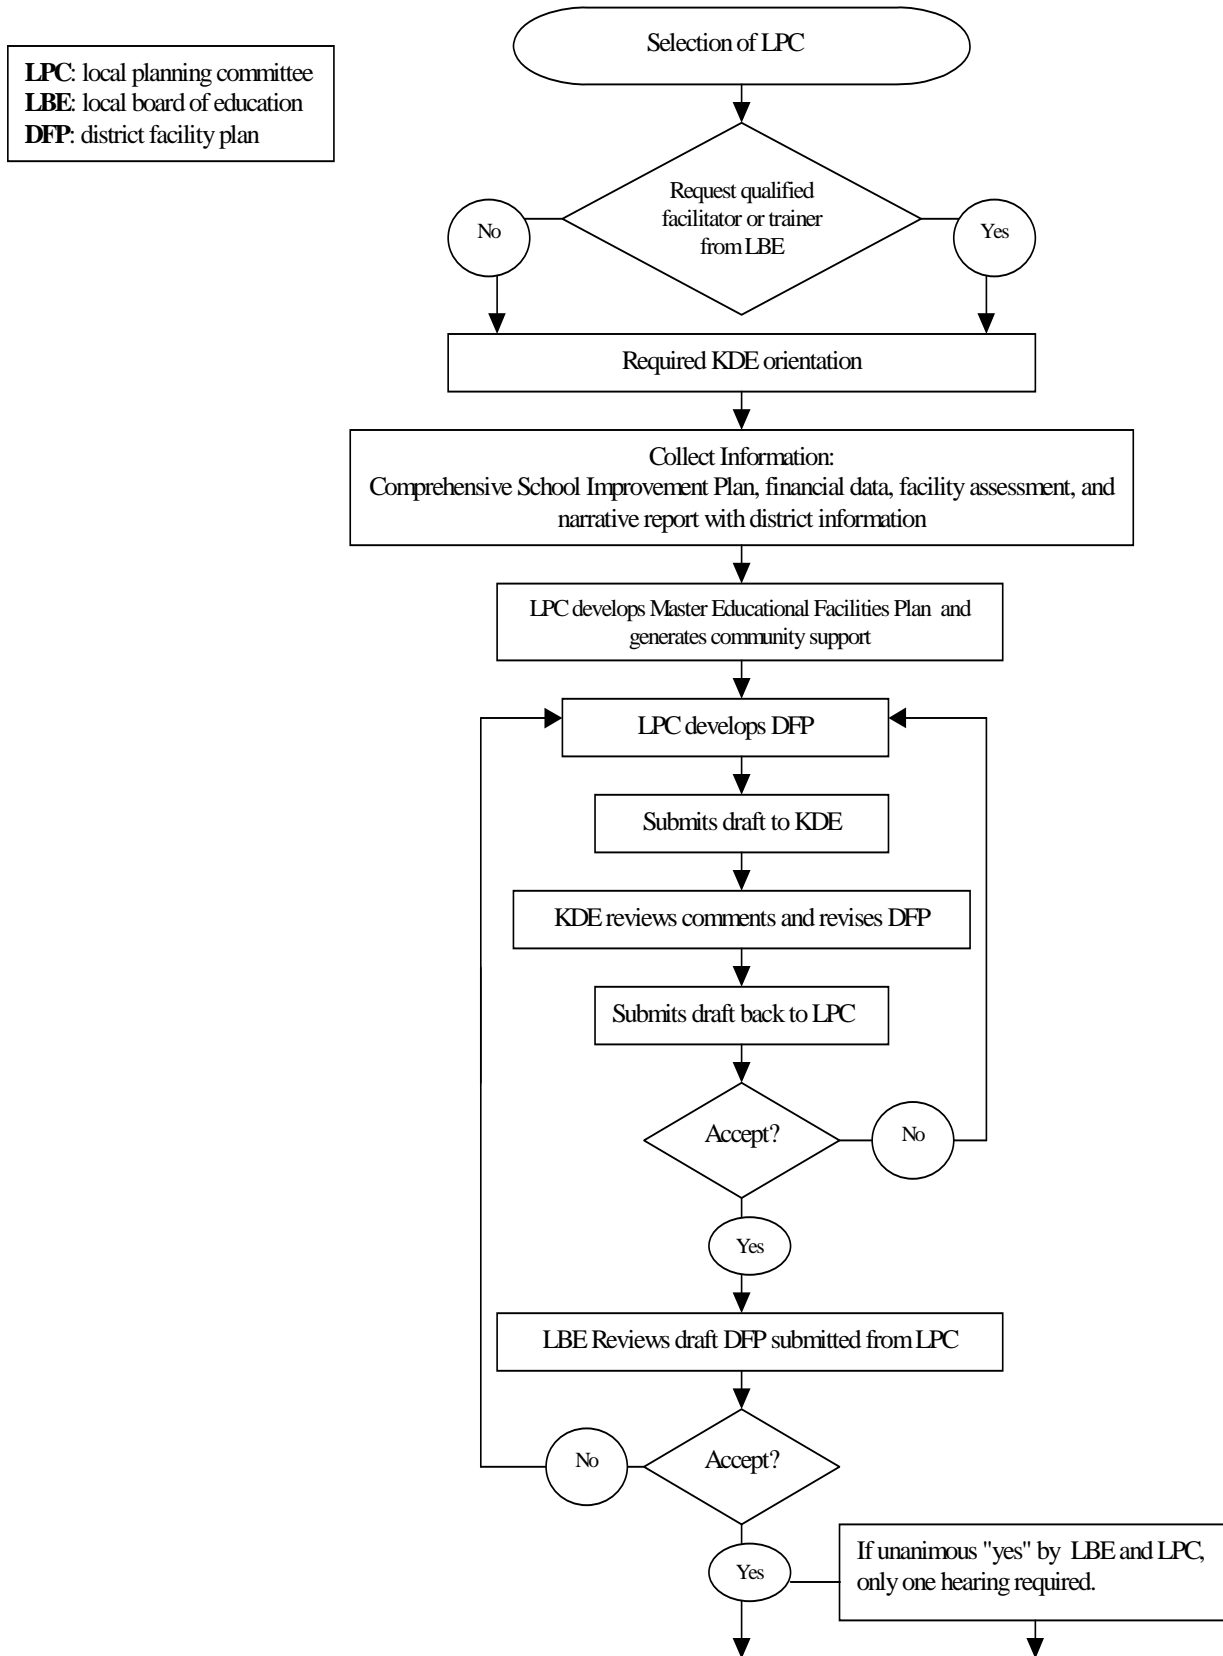 Selection of LPC
LPC: local planning committee
LBE: local board of education
DFP: district facility plan
Request qualified
facilitator or trainer
from LBE
No
Yes
Required KDE orientation
Collect Information:
Comprehensive School Improvement Plan, financial data, facility assessment, and
narrative report with district information
LPC develops Master Educational Facilities Plan and
generates community support
LPC develops DFP
Submits draft to KDE
KDE reviews comments and revises DFP
Submits draft back to LPC
Accept?
No
Yes
LBE Reviews draft DFP submitted from LPC
No
Accept?
Yes
If unanimous "yes" by LBE and LPC,
only one hearing required.